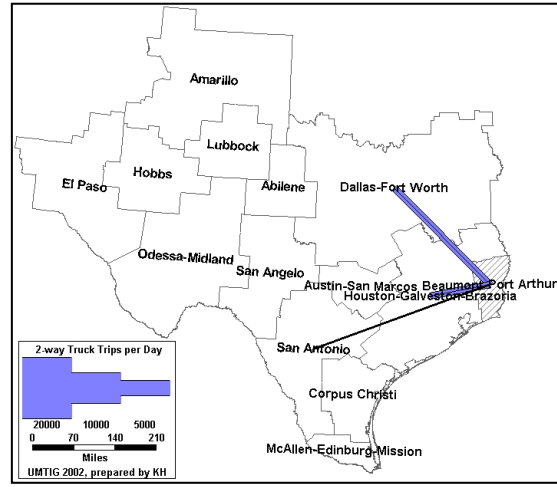 Amarillo
Lubbock
Hobbs
El Paso
Abilene
Dallas-Fort Worth
Odessa-Midland
San Angelo
Austin-San Marcos
Beaumont-Port Arthur
Houston-Galveston-Brazoria
San Antonio
Corpus Christi
McAllen-Edinburg-Mission
2-way Truck Trips per Day
20000 10000 5000
0 70 140 210
Miles
UMTIG 2002, prepared by KH